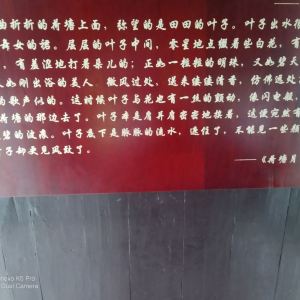 曲折折的荷塘上面，弥望的是田田的叶子。叶子出水很
舞女的裙。层层的叶子中间，零星地点缀着些白花，有
，有羞涩地打着朵儿的；正如一粒粒的明珠，又如碧天
如刚出浴的美人。微风过处，送来缕缕清香，仿佛远处
的歌声似的。这时候叶子与花也有一丝的颤动，像闪电般，
荷塘的那边去了。叶子本是肩并肩密密地挨着，这便宛然有
碧的波痕。叶子底下是脉脉的流水，遮住了，不能见一些颜
子却更见风致了。
——《荷塘月
enovo K5 Pro
Dual Camera